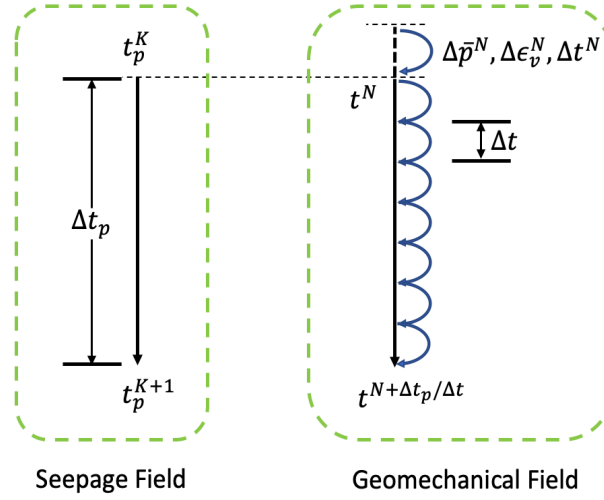 t_p^K
Δp̄^N, Δϵ_v^N, Δt^N
t^N
Δt
Δt_p
t_p^{K+1}
t^{N+Δt_p/Δt}
Seepage Field
Geomechanical Field